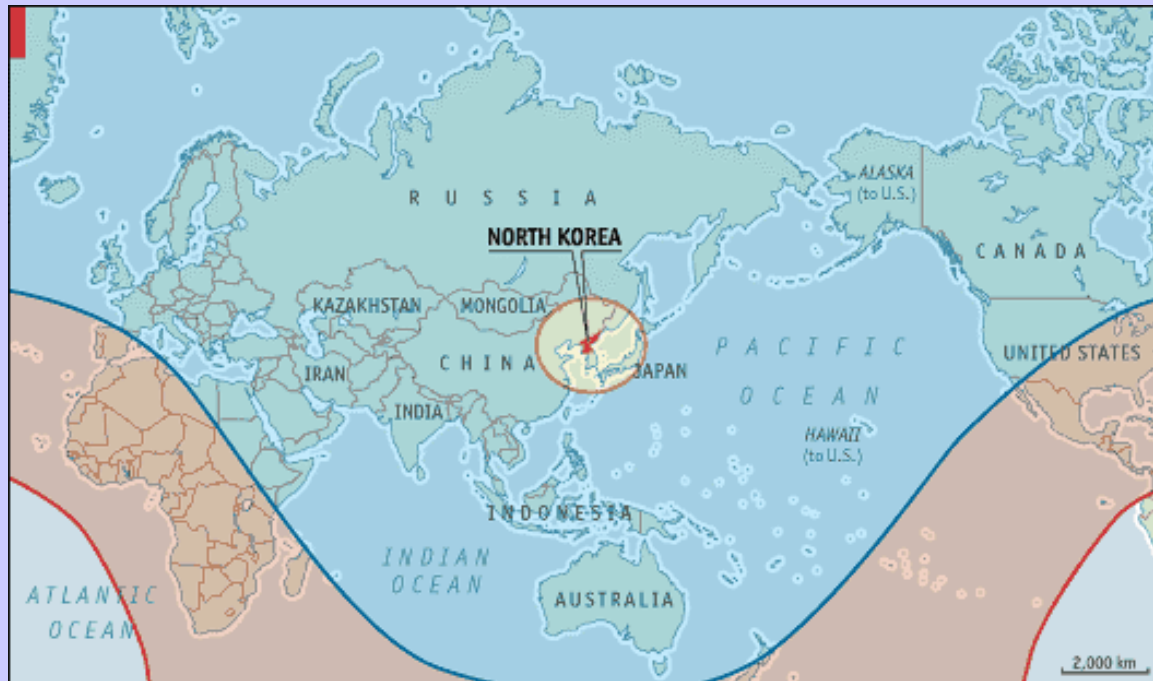 ALASKA
(to U.S.)
RUSSIA
CANADA
NORTH KOREA
KAZAKHSTAN
MONGOLIA
PACIFIC
OCEAN
UNITED STATES
CHINA
IRAN
JAPAN
INDIA
HAWAII
(to U.S.)
INDONESIA
INDIAN
OCEAN
AUSTRALIA
ATLANTIC
OCEAN
2,000 km